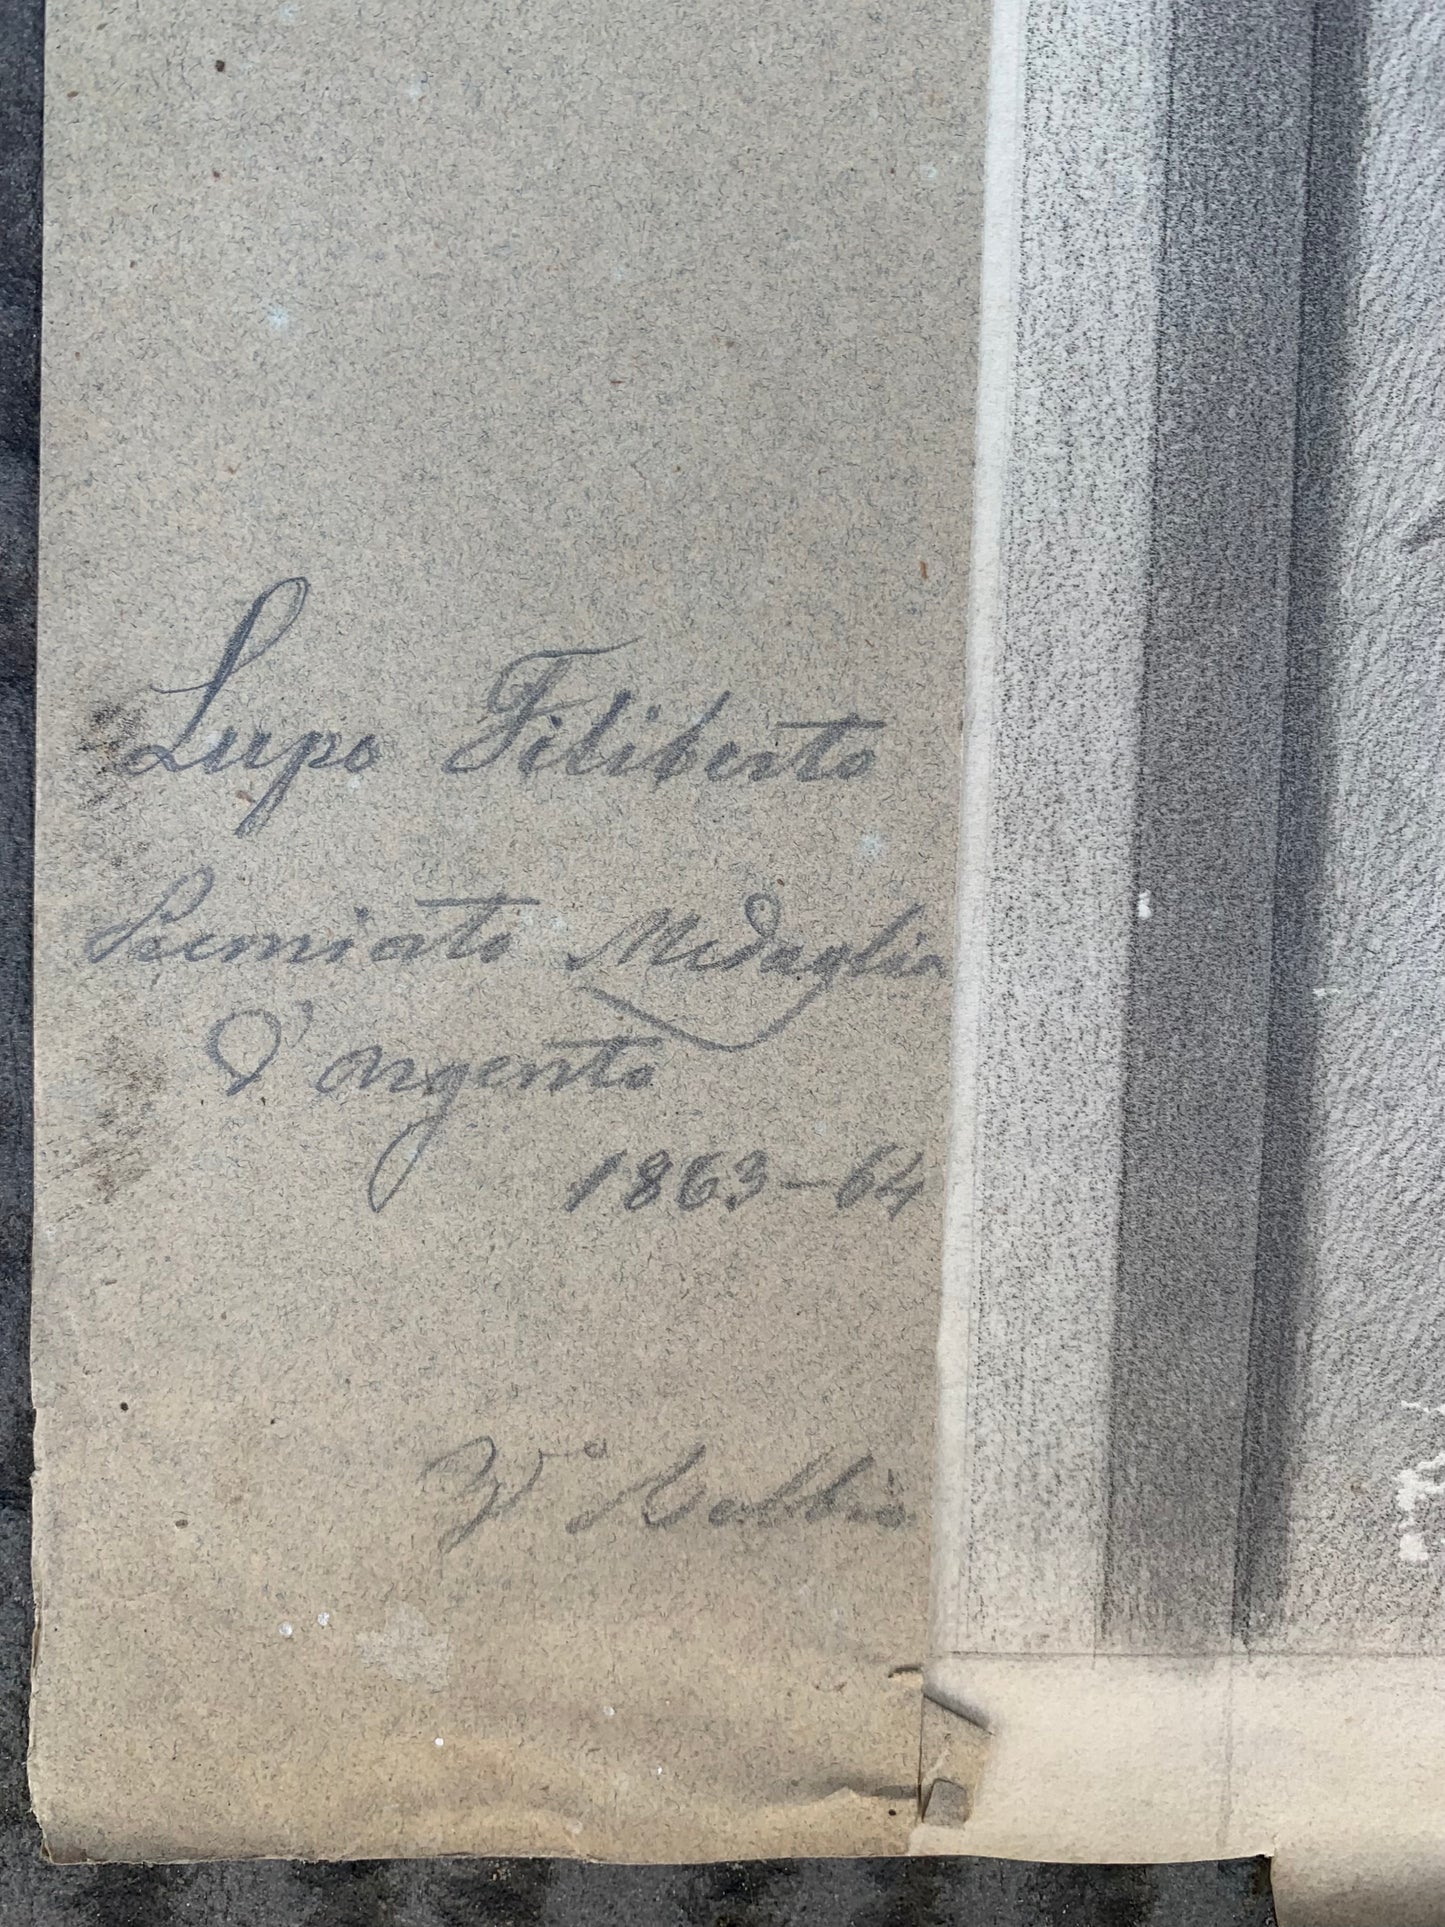 Lupo Filiberto
Premiato Medaglia
D'argento
1863-64
V°